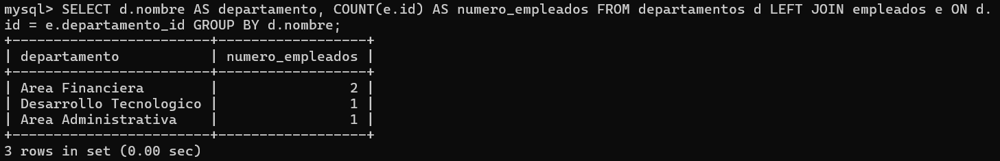 mysql> SELECT d.nombre AS departamento, COUNT(e.id) AS numero_empleados FROM departamentos d LEFT JOIN empleados e ON d.
id = e.departamento_id GROUP BY d.nombre;
+------------------------+------------------+
| departamento           | numero_empleados |
+------------------------+------------------+
| Area Financiera        |                2 |
| Desarrollo Tecnologico |                1 |
| Area Administrativa    |                1 |
+------------------------+------------------+
3 rows in set (0.00 sec)